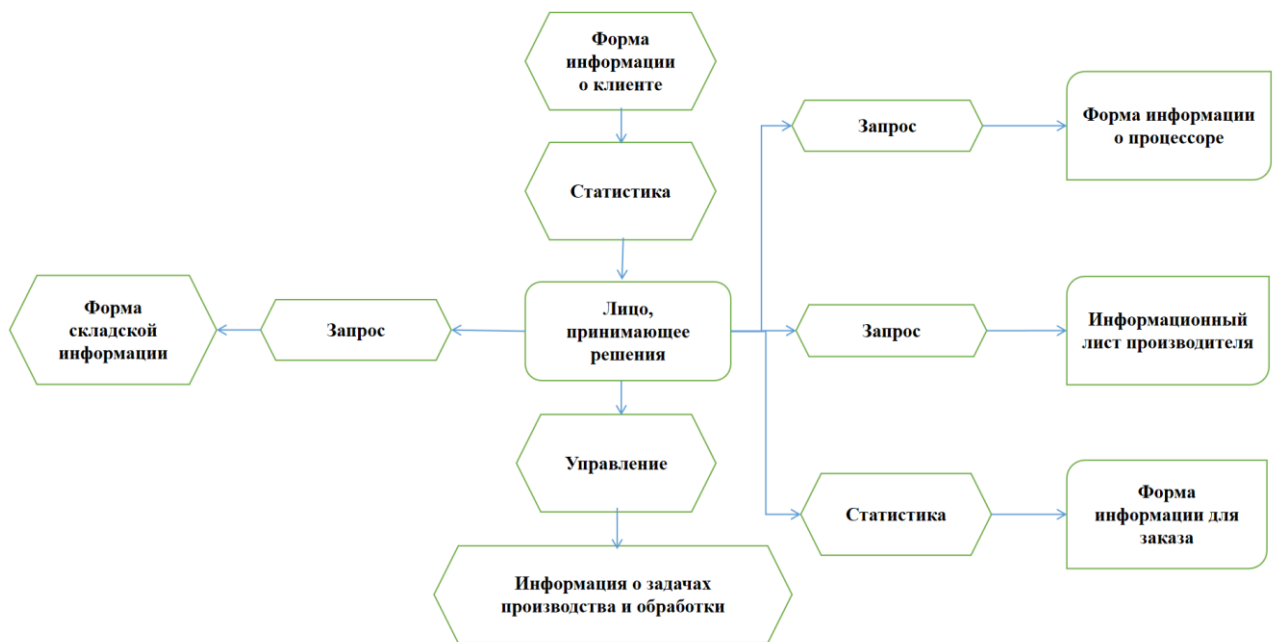 Форма
информации
о клиенте
Запрос
Форма информации
о процессоре
Статистика
Форма
складской
информации
Запрос
Лицо,
принимающее
решения
Запрос
Информационный
лист производителя
Управление
Статистика
Форма
информации для
заказа
Информация о задачах
производства и обработки